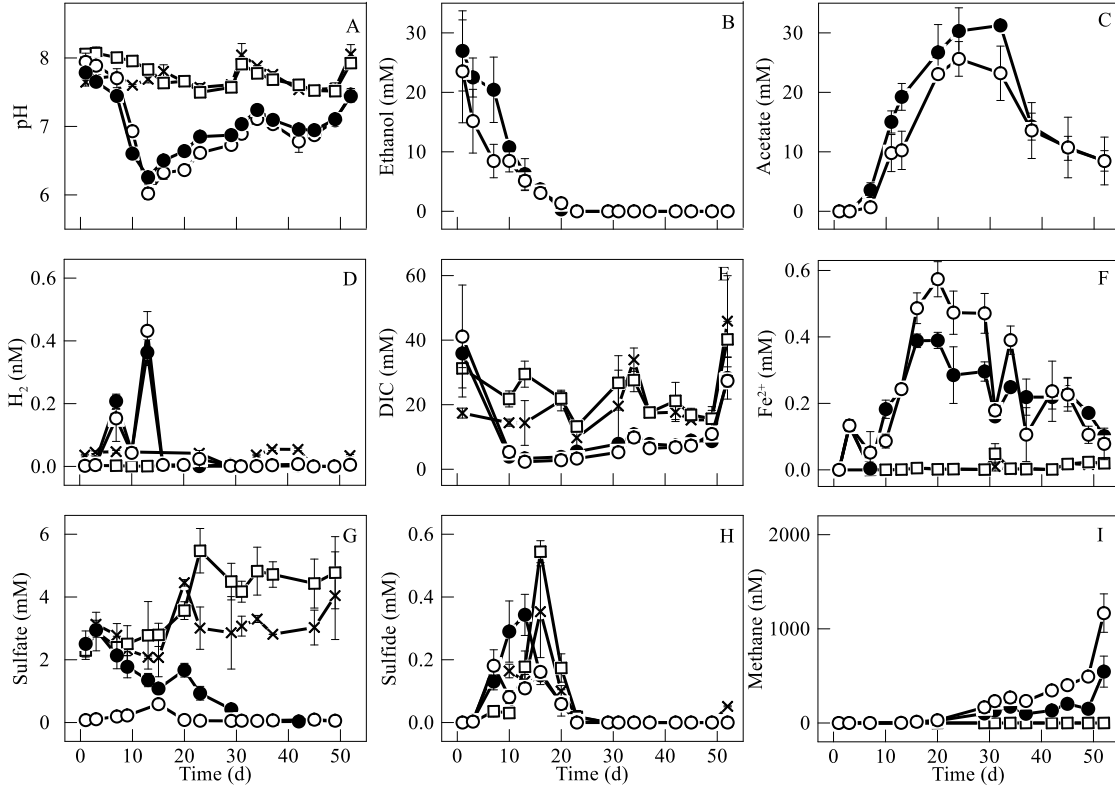 A
pH
8
7
6
B
Ethanol (mM)
30
20
10
0
C
Acetate (mM)
30
20
10
0
D
H₂ (nM)
0.6
0.4
0.2
0.0
E
DIC (mM)
60
40
20
0
F
Fe²⁺ (mM)
0.6
0.4
0.2
0.0
G
Sulfate (mM)
6
4
2
0
0 10 20 30 40 50
Time (d)
H
Sulfide (mM)
0.6
0.4
0.2
0.0
0 10 20 30 40 50
Time (d)
I
Methane (nM)
2000
1000
0
0 10 20 30 40 50
Time (d)